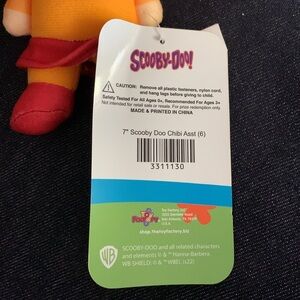 SCOOBY-DOO!
CAUTION: Remove all plastic fasteners, nylon cord,
and hang tags before giving to child.
Safety Tested For All Ages 0+, Recommended For Ages 3+
Not intended for retail sale or resale. For prize redemption only.
MADE & PRINTED IN CHINA
7" Scooby Doo Chibi Asst (6)
3311130
Toy Factory
U.S.A.
shop.thetoyfactory.biz
SCOOBY-DOO and all related characters
and elements © & ™ Hanna-Barbera.
WB SHIELD: © & ™ WBEI. (s22)